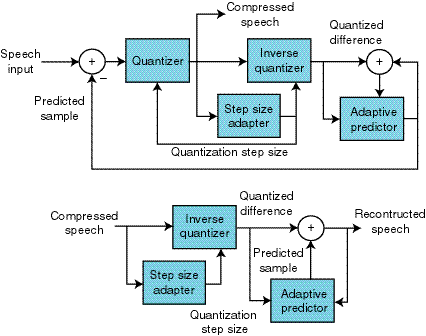 Compressed
speech
Quantized
difference
Speech
input
+
−
Quantizer
Inverse
quantizer
+
Predicted
sample
Step size
adapter
Adaptive
predictor
Quantization step size
Compressed
speech
Inverse
quantizer
Quantized
difference
+
Reconstructed
speech
Predicted
sample
Step size
adapter
Adaptive
predictor
Quantization
step size